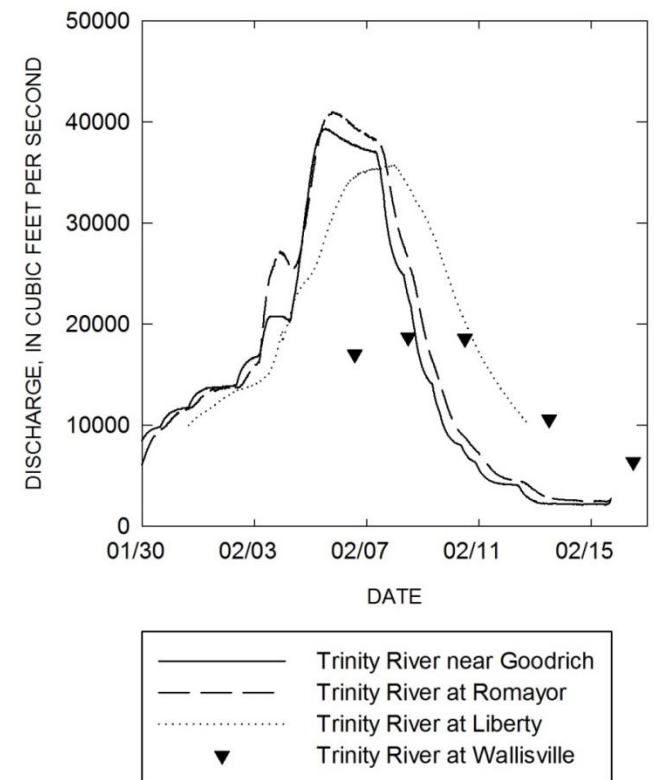 DISCHARGE, IN CUBIC FEET PER SECOND
50000
40000
30000
20000
10000
0
01/30 02/03 02/07 02/11 02/15
DATE
Trinity River near Goodrich
Trinity River at Romayor
Trinity River at Liberty
Trinity River at Wallisville